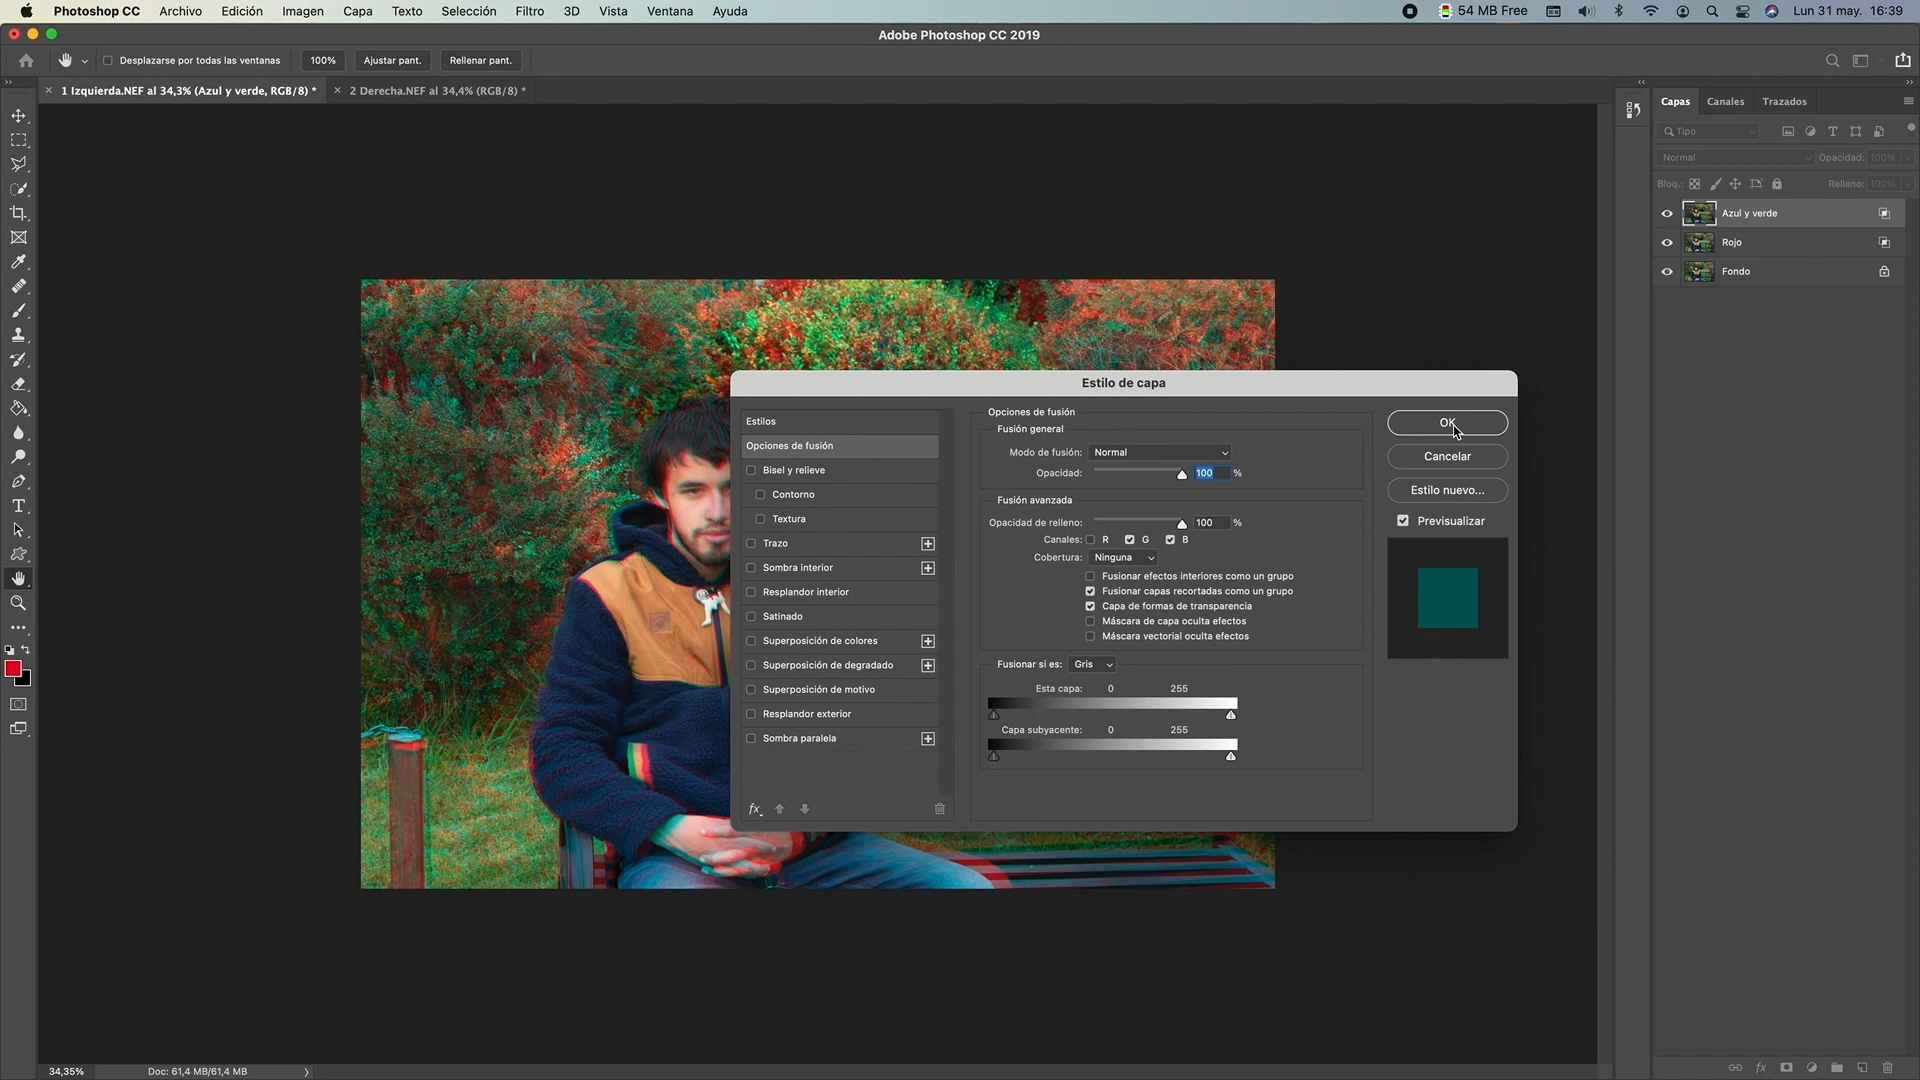 Photoshop CC Archivo Edición Imagen Capa Texto Selección Filtro 3D Vista Ventana Ayuda 54 MB Free Lun 31 may. 16:39
Adobe Photoshop CC 2019
Desplazarse por todas las ventanas 100% Ajustar pant. Rellenar pant.
1 Izquierda.NEF al 34,3% (Azul y verde, RGB/8) * 2 Derecha.NEF al 34,4% (RGB/8) *
Capas Canales Trazados
Tipo
Normal Opacidad: 100%
Bloq.: Relleno: 100%
Azul y verde
Rojo
Fondo
Estilo de capa
Estilos
Opciones de fusión
Bisel y relieve
Contorno
Textura
Trazo
Sombra interior
Resplandor interior
Satinado
Superposición de colores
Superposición de degradado
Superposición de motivo
Resplandor exterior
Sombra paralela
fx
Opciones de fusión
Fusión general
Modo de fusión: Normal
Opacidad: 100 %
Fusión avanzada
Opacidad de relleno: 100 %
Canales: R G B
Cobertura: Ninguna
Fusionar efectos interiores como un grupo
Fusionar capas recortadas como un grupo
Capa de formas de transparencia
Máscara de capa oculta efectos
Máscara vectorial oculta efectos
Fusionar si es: Gris
Esta capa: 0 255
Capa subyacente: 0 255
OK
Cancelar
Estilo nuevo...
Previsualizar
34,35% Doc: 61,4 MB/61,4 MB
fx